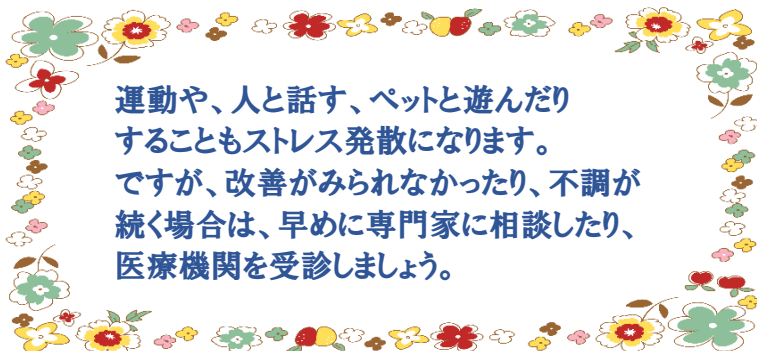 運動や、人と話す、ペットと遊んだり
することもストレス発散になります。
ですが、改善がみられなかったり、不調が
続く場合は、早めに専門家に相談したり、
医療機関を受診しましょう。